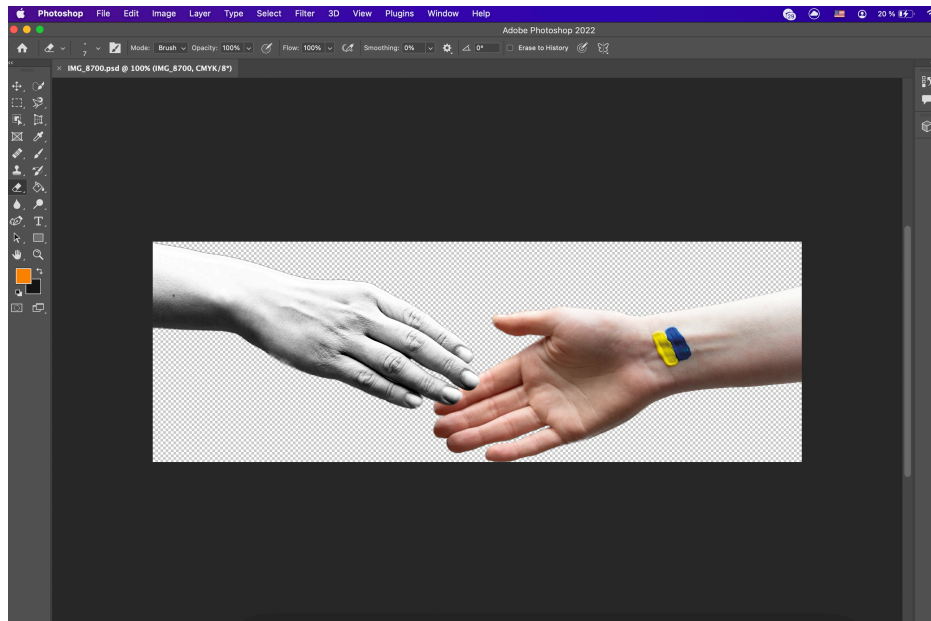 Photoshop File Edit Image Layer Type Select Filter 3D View Plugins Window Help 20 %
Adobe Photoshop 2022
7 Mode: Brush Opacity: 100% Flow: 100% Smoothing: 0% 0° Erase to History
× IMG_8700.psd @ 100% (IMG_8700, CMYK/8*)
T